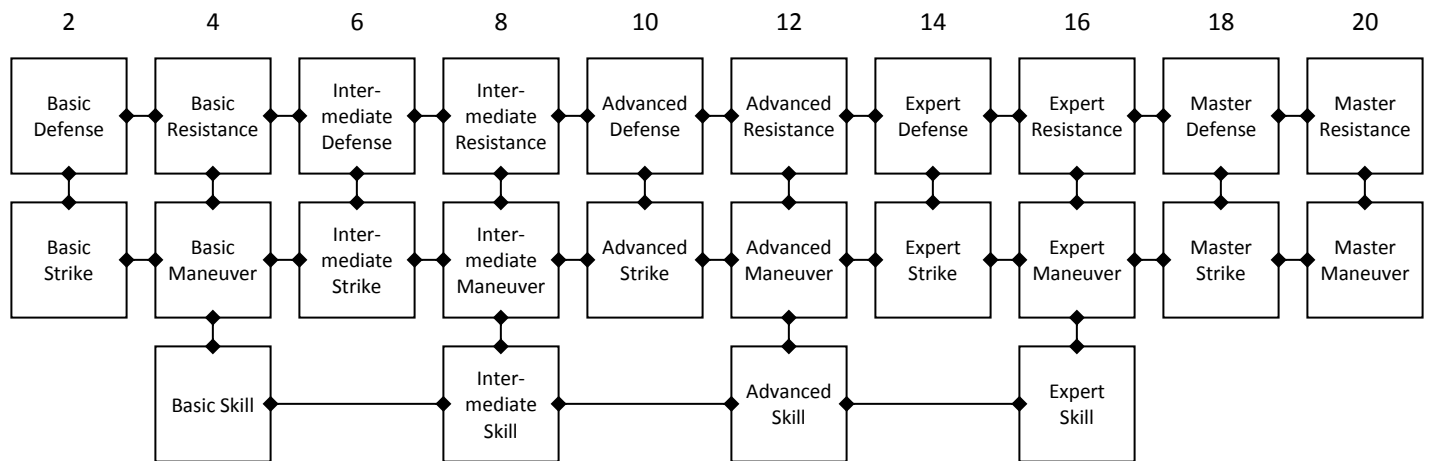 2 4 6 8 10 12 14 16 18 20
Basic
Defense
Basic
Resistance
Inter-
mediate
Defense
Inter-
mediate
Resistance
Advanced
Defense
Advanced
Resistance
Expert
Defense
Expert
Resistance
Master
Defense
Master
Resistance
Basic
Strike
Basic
Maneuver
Inter-
mediate
Strike
Inter-
mediate
Maneuver
Advanced
Strike
Advanced
Maneuver
Expert
Strike
Expert
Maneuver
Master
Strike
Master
Maneuver
Basic Skill
Inter-
mediate
Skill
Advanced
Skill
Expert
Skill